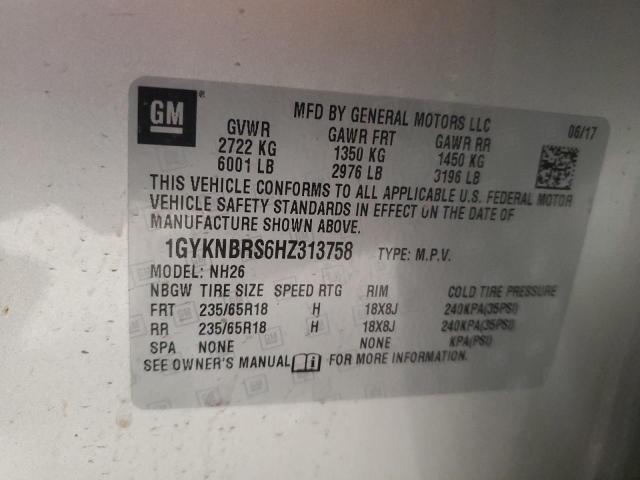 GM
MFD BY GENERAL MOTORS LLC
06/17
GVWR GAWR FRT GAWR RR
2722 KG 1350 KG 1450 KG
6001 LB 2976 LB 3196 LB
THIS VEHICLE CONFORMS TO ALL APPLICABLE U.S. FEDERAL MOTOR
VEHICLE SAFETY STANDARDS IN EFFECT ON THE DATE OF
MANUFACTURE SHOWN ABOVE.
1GYKNBRS6HZ313758 TYPE: M.P.V.
MODEL: NH26
NBGW TIRE SIZE SPEED RTG RIM COLD TIRE PRESSURE
FRT 235/65R18 H 18X8J 240KPA(35PSI)
RR 235/65R18 H 18X8J 240KPA(35PSI)
SPA NONE NONE KPA(PSI)
SEE OWNER'S MANUAL FOR MORE INFORMATION.